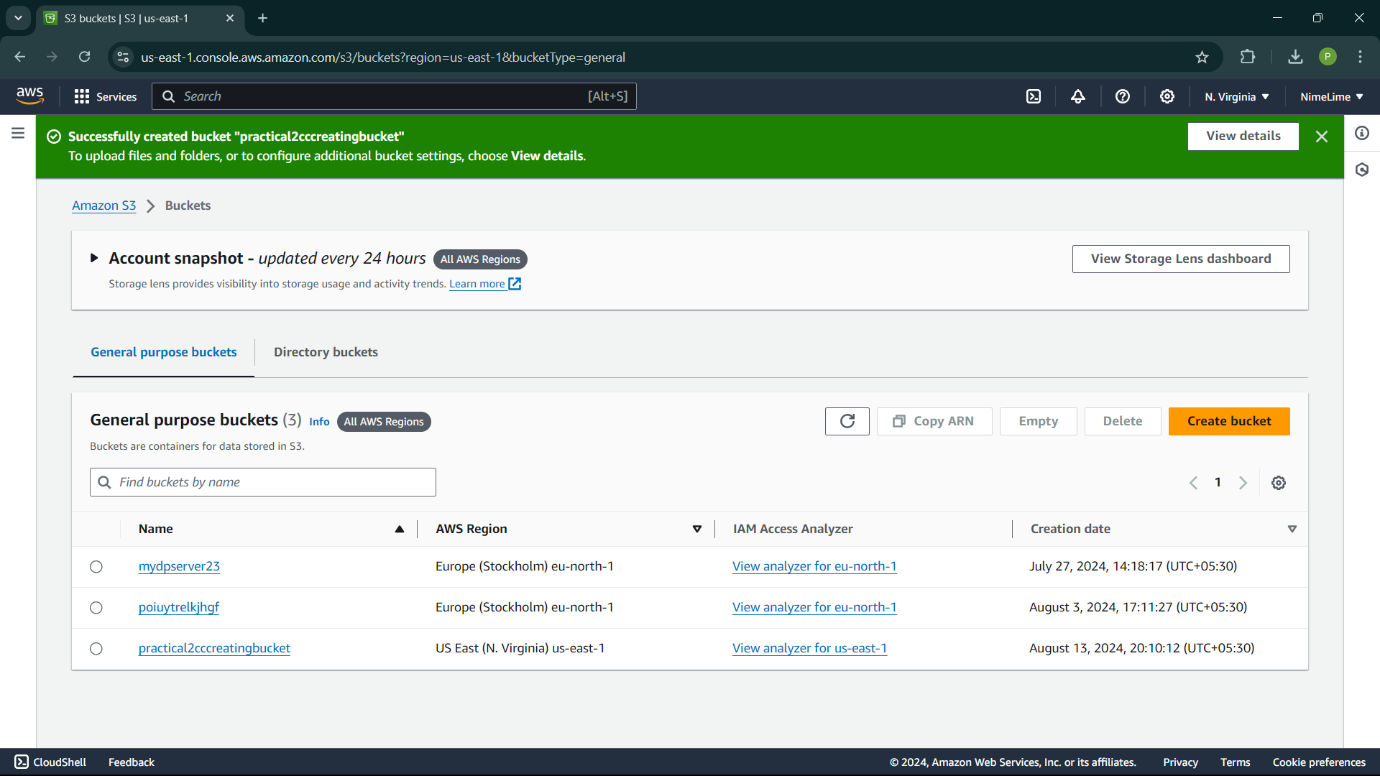 S3 buckets | S3 | us-east-1
us-east-1.console.aws.amazon.com/s3/buckets?region=us-east-1&bucketType=general
P
aws
Services
Search
[Alt+S]
N. Virginia
NimeLime
Successfully created bucket "practical2cccreatingbucket"
To upload files and folders, or to configure additional bucket settings, choose View details.
View details
Amazon S3
Buckets
Account snapshot - updated every 24 hours
All AWS Regions
View Storage Lens dashboard
Storage lens provides visibility into storage usage and activity trends. Learn more
General purpose buckets
Directory buckets
General purpose buckets (3)
Info
All AWS Regions
Copy ARN
Empty
Delete
Create bucket
Buckets are containers for data stored in S3.
Find buckets by name
1
Name
AWS Region
IAM Access Analyzer
Creation date
mydpserver23
Europe (Stockholm) eu-north-1
View analyzer for eu-north-1
July 27, 2024, 14:18:17 (UTC+05:30)
poiuytrelkjhgf
Europe (Stockholm) eu-north-1
View analyzer for eu-north-1
August 3, 2024, 17:11:27 (UTC+05:30)
practical2cccreatingbucket
US East (N. Virginia) us-east-1
View analyzer for us-east-1
August 13, 2024, 20:10:12 (UTC+05:30)
CloudShell
Feedback
© 2024, Amazon Web Services, Inc. or its affiliates.
Privacy
Terms
Cookie preferences